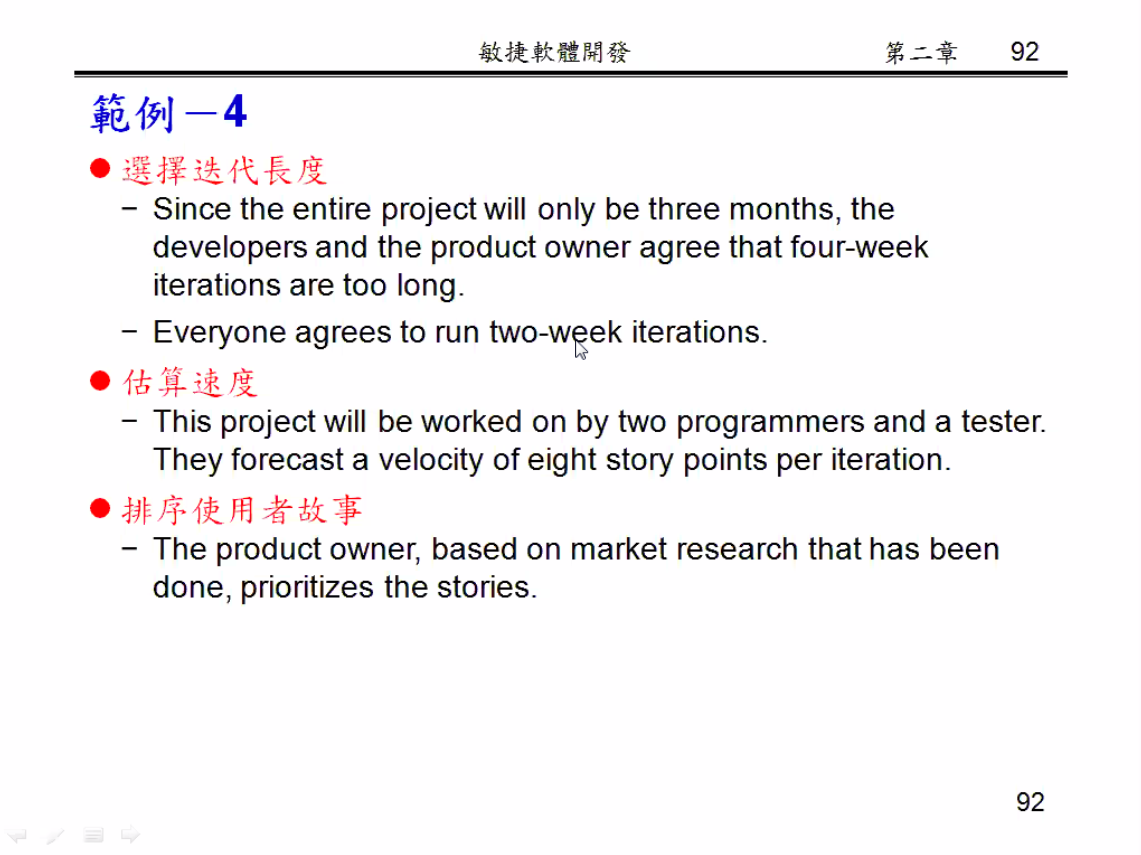 敏捷軟體開發 第二章 92
範例－4
● 選擇迭代長度
− Since the entire project will only be three months, the
developers and the product owner agree that four-week
iterations are too long.
− Everyone agrees to run two-week iterations.
● 估算速度
− This project will be worked on by two programmers and a tester.
They forecast a velocity of eight story points per iteration.
● 排序使用者故事
− The product owner, based on market research that has been
done, prioritizes the stories.
92